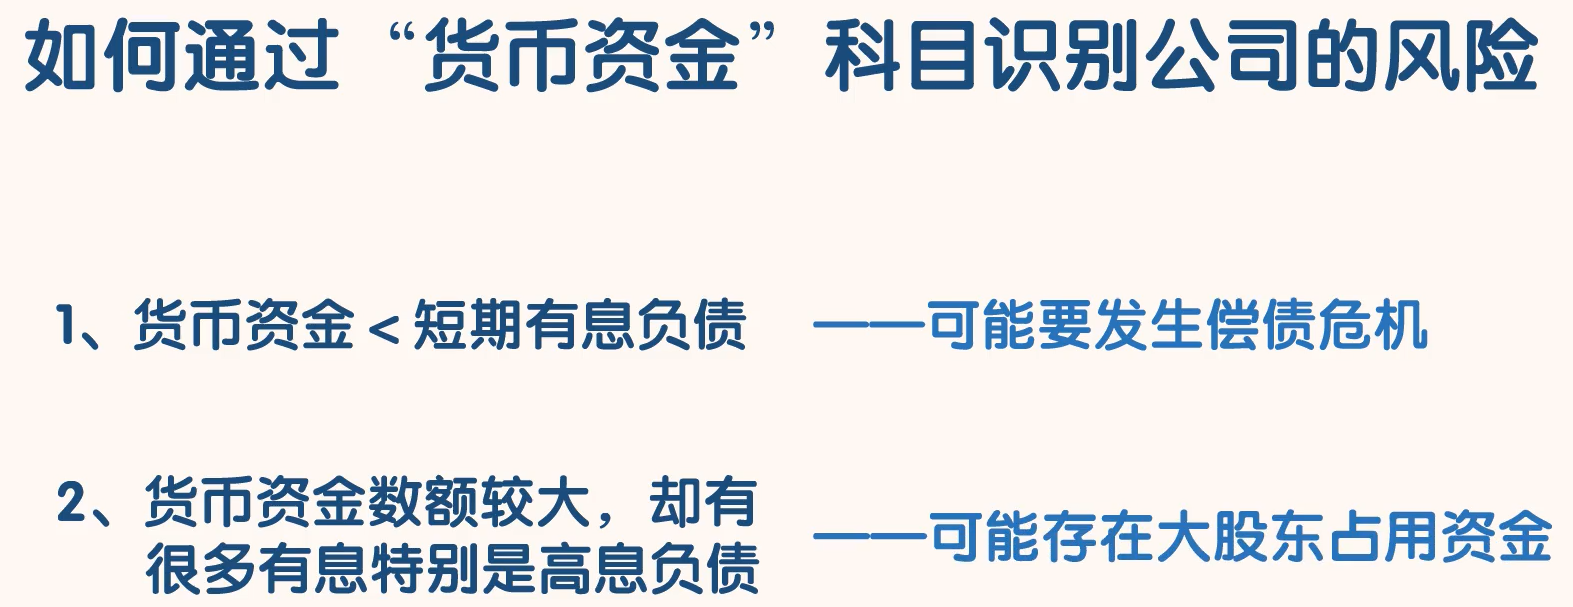 如何通过“货币资金”科目识别公司的风险
1、货币资金<短期有息负债 ——可能要发生偿债危机
2、货币资金数额较大，却有
很多有息特别是高息负债 ——可能存在大股东占用资金